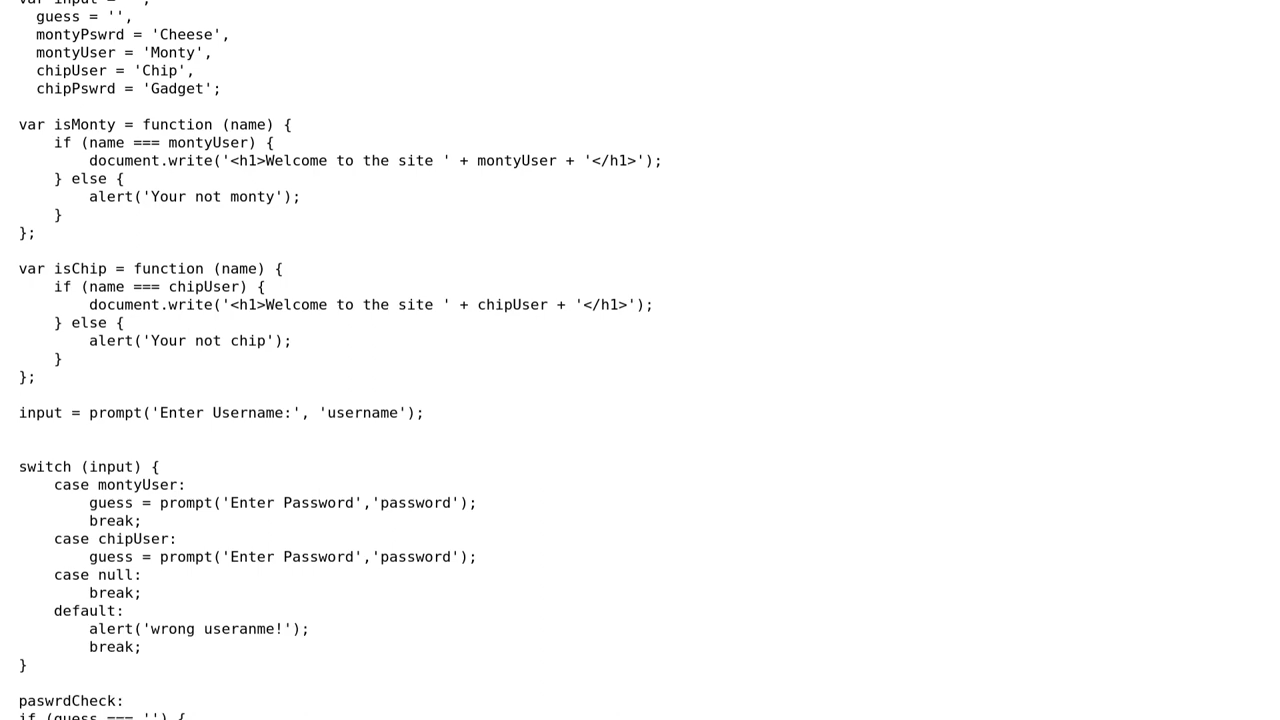 var input = '',
  guess = '',
  montyPswrd = 'Cheese',
  montyUser = 'Monty',
  chipUser = 'Chip',
  chipPswrd = 'Gadget';

var isMonty = function (name) {
    if (name === montyUser) {
        document.write('<h1>Welcome to the site ' + montyUser + '</h1>');
    } else {
        alert('Your not monty');
    }
};

var isChip = function (name) {
    if (name === chipUser) {
        document.write('<h1>Welcome to the site ' + chipUser + '</h1>');
    } else {
        alert('Your not chip');
    }
};

input = prompt('Enter Username:', 'username');


switch (input) {
    case montyUser:
        guess = prompt('Enter Password','password');
        break;
    case chipUser:
        guess = prompt('Enter Password','password');
    case null:
        break;
    default:
        alert('wrong useranme!');
        break;
}

paswrdCheck:
if (guess === '') {